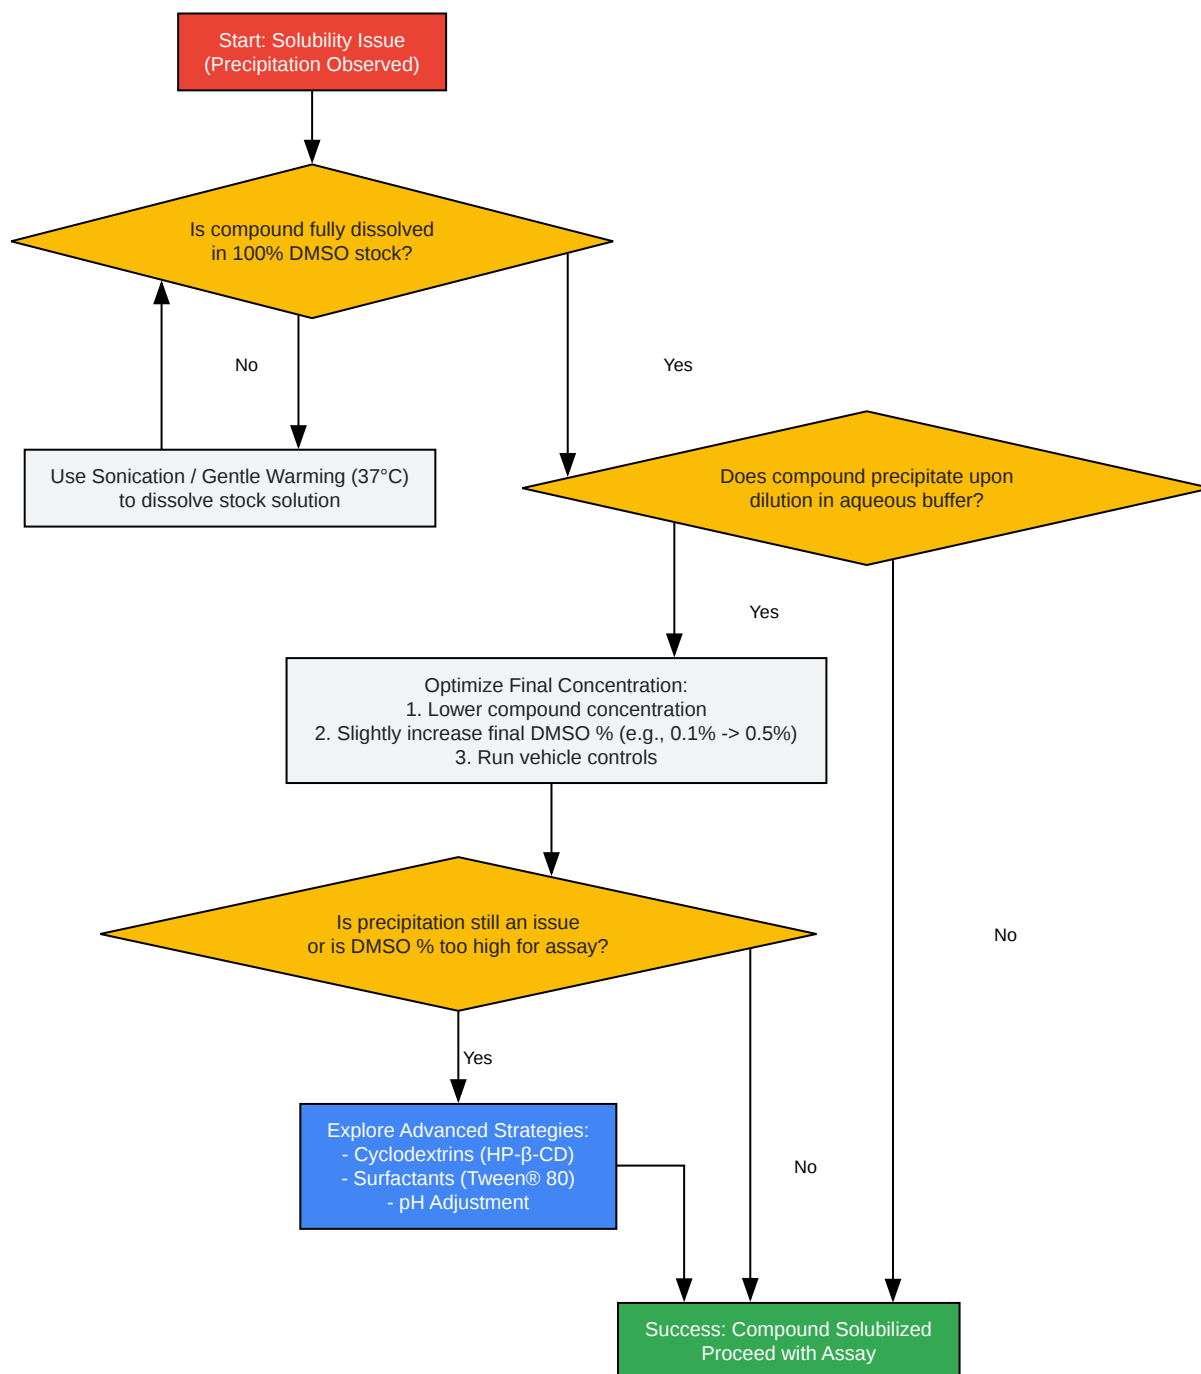 Start: Solubility Issue
(Precipitation Observed)
Is compound fully dissolved
in 100% DMSO stock?
No
Yes
Use Sonication / Gentle Warming (37°C)
to dissolve stock solution
Does compound precipitate upon
dilution in aqueous buffer?
Yes
Optimize Final Concentration:
1. Lower compound concentration
2. Slightly increase final DMSO % (e.g., 0.1% -> 0.5%)
3. Run vehicle controls
Is precipitation still an issue
or is DMSO % too high for assay?
No
Yes
Explore Advanced Strategies:
- Cyclodextrins (HP-β-CD)
- Surfactants (Tween® 80)
- pH Adjustment
No
Success: Compound Solubilized
Proceed with Assay